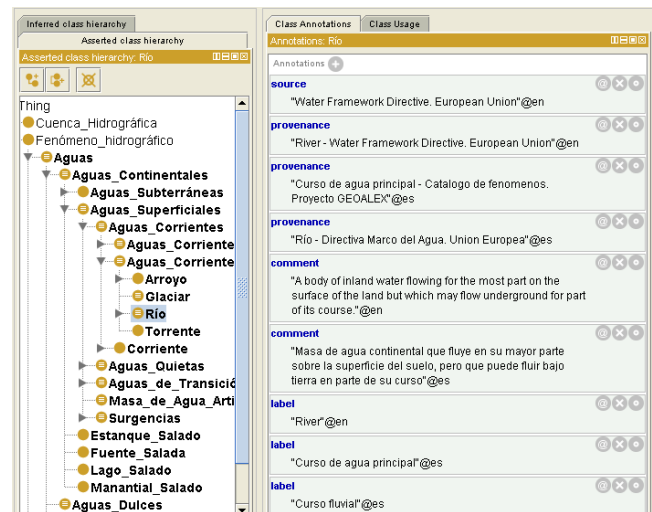 Inferred class hierarchy
Asserted class hierarchy
Asserted class hierarchy: Río
Thing
Cuenca_Hidrográfica
Fenómeno_hidrográfico
Aguas
Aguas_Continentales
Aguas_Subterráneas
Aguas_Superficiales
Aguas_Corrientes
Aguas_Corriente
Aguas_Corriente
Arroyo
Glaciar
Río
Torrente
Corriente
Aguas_Quietas
Aguas_de_Transició
Masa_de_Agua_Arti
Surgencias
Estanque_Salado
Fuente_Salada
Lago_Salado
Manantial_Salado
Aguas_Dulces
Class Annotations
Class Usage
Annotations: Río
Annotations
source
"Water Framework Directive. European Union"@en
provenance
"River - Water Framework Directive. European Union"@en
provenance
"Curso de agua principal - Catalogo de fenomenos.
Proyecto GEOALEX"@es
provenance
"Río - Directiva Marco del Agua. Union Europea"@es
comment
"A body of inland water flowing for the most part on the
surface of the land but which may flow underground for part
of its course."@en
comment
"Masa de agua continental que fluye en su mayor parte
sobre la superficie del suelo, pero que puede fluir bajo
tierra en parte de su curso"@es
label
"River"@en
label
"Curso de agua principal"@es
label
"Curso fluvial"@es